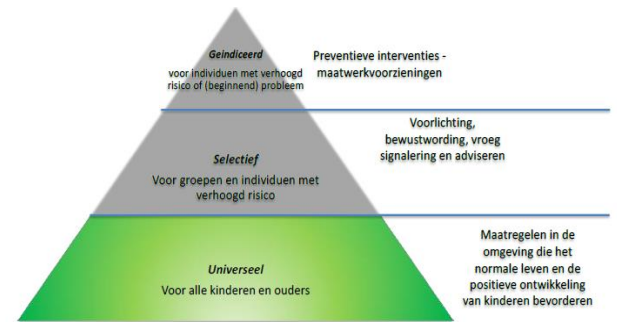 Geïndiceerd
voor individuen met verhoogd
risico of (beginnend) probleem
Preventieve interventies -
maatwerkvoorzieningen
Selectief
Voor groepen en individuen met
verhoogd risico
Voorlichting,
bewustwording, vroeg
signalering en adviseren
Universeel
Voor alle kinderen en ouders
Maatregelen in de
omgeving die het
normale leven en de
positieve ontwikkeling
van kinderen bevorderen